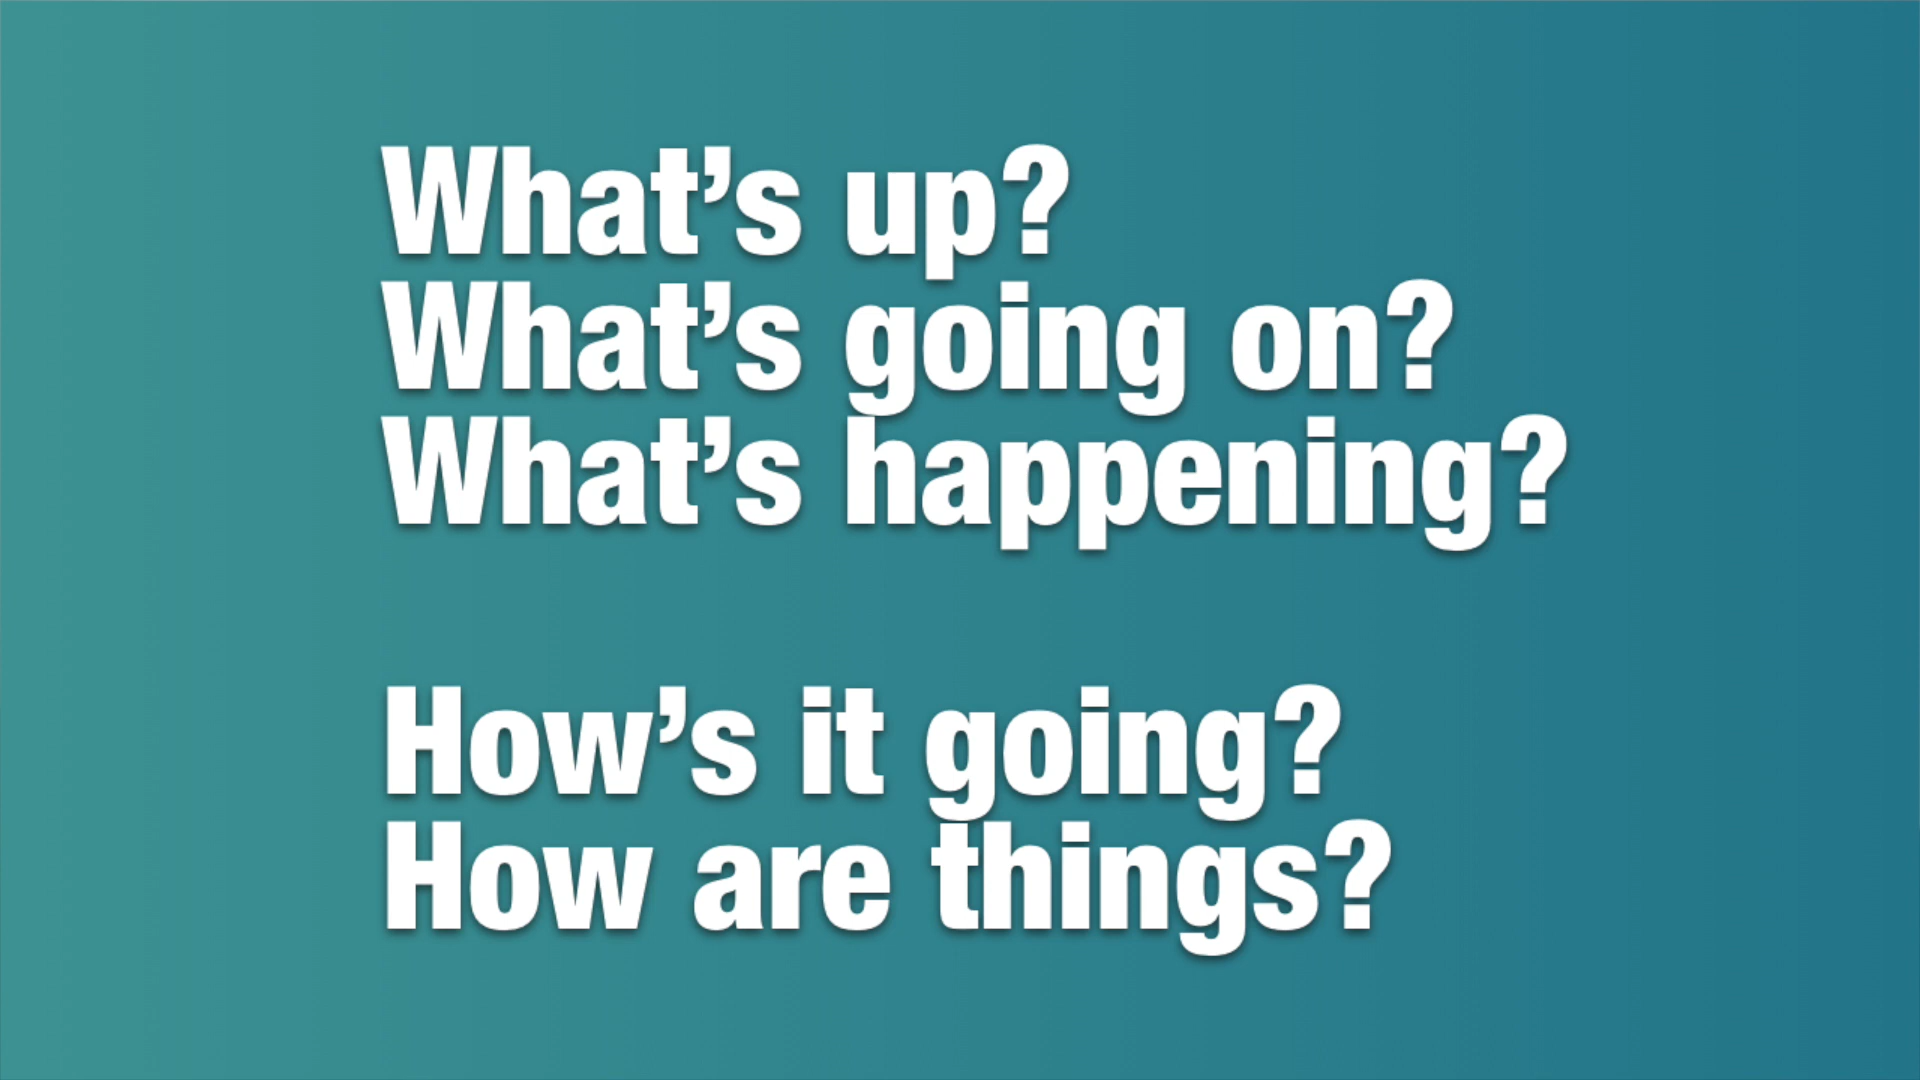 What’s up?
What’s going on?
What’s happening?
How’s it going?
How are things?